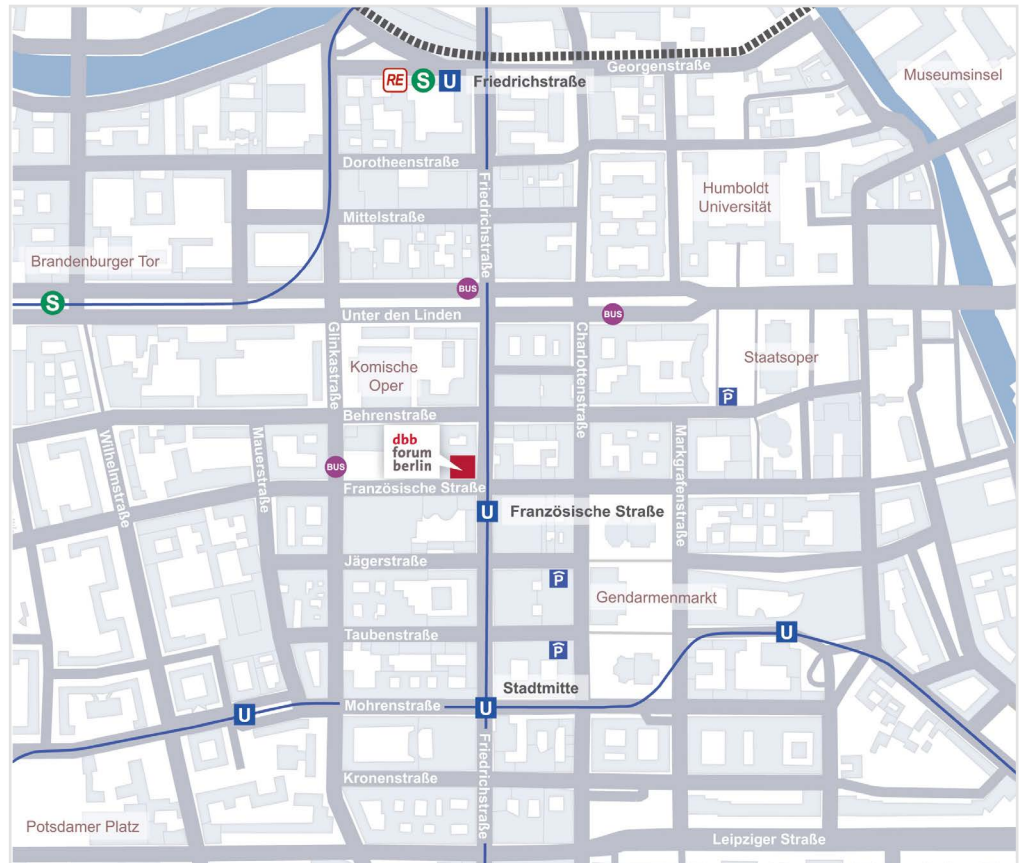 Georgenstraße
Museumsinsel
RE
S
U
Friedrichstraße
Dorotheenstraße
Friedrichstraße
Humboldt
Universität
Mittelstraße
Brandenburger Tor
S
BUS
Unter den Linden
BUS
Glinkastraße
Komische
Oper
Charlottenstraße
Staatsoper
P
Behrenstraße
Wilhelmstraße
Mauerstraße
dbb
forum
berlin
Markgrafenstraße
BUS
Französische Straße
U
Französische Straße
Jägerstraße
P
Gendarmenmarkt
Taubenstraße
U
P
Stadtmitte
U
Mohrenstraße
U
Friedrichstraße
Kronenstraße
Potsdamer Platz
Leipziger Straße